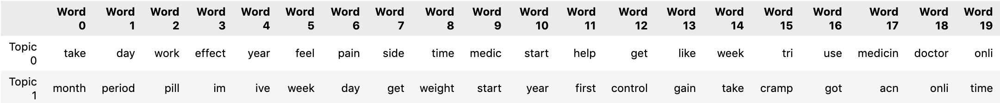 Word Word Word Word Word Word Word Word Word Word Word Word Word Word Word Word Word Word Word Word
0 1 2 3 4 5 6 7 8 9 10 11 12 13 14 15 16 17 18 19
Topic
0 take day work effect year feel pain side time medic start help get like week tri use medicin doctor onli
Topic
1 month period pill im ive week day get weight start year first control gain take cramp got acn onli time